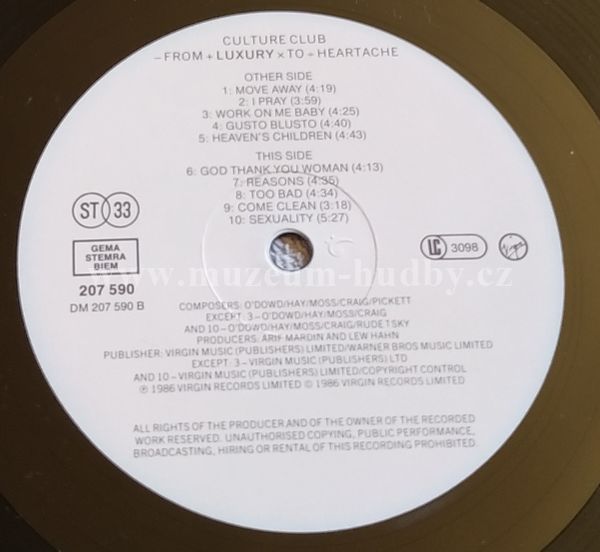 CULTURE CLUB
– FROM + LUXURY × TO ÷ HEARTACHE
OTHER SIDE
1: MOVE AWAY (4:19)
2: I PRAY (3:59)
3: WORK ON ME BABY (4:25)
4: GUSTO BLUSTO (4:40)
5: HEAVEN'S CHILDREN (4:43)
THIS SIDE
6: GOD THANK YOU WOMAN (4:13)
7: REASONS (4:35)
8: TOO BAD (4:34)
9: COME CLEAN (3:18)
10: SEXUALITY (5:27)
ST 33
GEMA
STEMRA
BIEM
207 590
DM 207 590 B
LC 3098
Virgin
www.muzeum-hudby.cz
COMPOSERS: O'DOWD/HAY/MOSS/CRAIG/PICKETT
EXCEPT: 3 – O'DOWD/HAY/MOSS/CRAIG
AND 10 – O'DOWD/HAY/MOSS/CRAIG/RUDETSKY
PRODUCERS: ARIF MARDIN AND LEW HAHN
PUBLISHER: VIRGIN MUSIC (PUBLISHERS) LIMITED/WARNER BROS MUSIC LIMITED
EXCEPT: 3 – VIRGIN MUSIC (PUBLISHERS) LTD
AND 10 – VIRGIN MUSIC (PUBLISHERS) LIMITED/COPYRIGHT CONTROL
℗ 1986 VIRGIN RECORDS LIMITED © 1986 VIRGIN RECORDS LIMITED
ALL RIGHTS OF THE PRODUCER AND OF THE OWNER OF THE RECORDED
WORK RESERVED. UNAUTHORISED COPYING, PUBLIC PERFORMANCE,
BROADCASTING, HIRING OR RENTAL OF THIS RECORDING PROHIBITED.